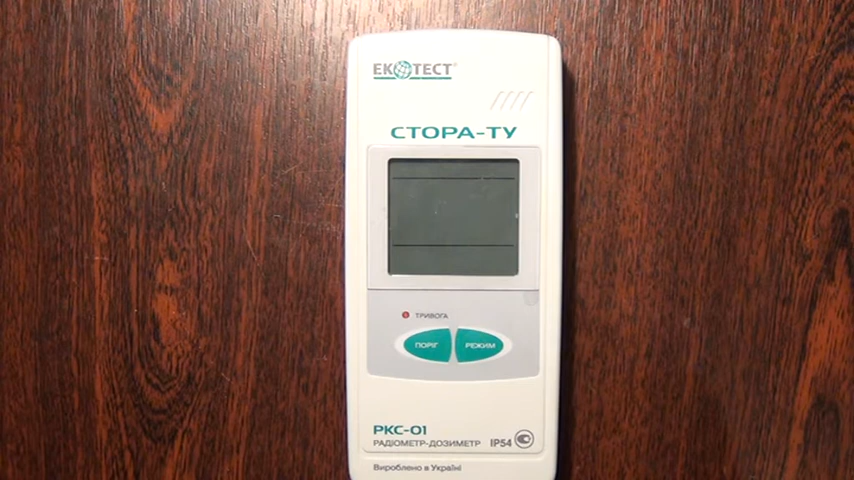 ЕКОТЕСТ®
СТОРА-ТУ
ТРИВОГА
ПОРІГ РЕЖИМ
РКС-01
РАДІОМЕТР-ДОЗИМЕТР IP54
Вироблено в Україні